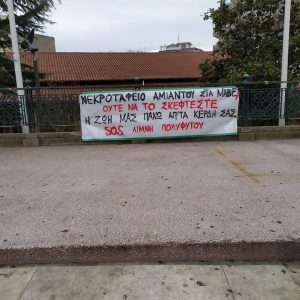 ΝΕΚΡΟΤΑΦΕΙΟ ΑΜΙΑΝΤΟΥ ΣΤΑ ΜΑΒΕ
ΟΥΤΕ ΝΑ ΤΟ ΣΚΕΦΤΕΣΤΕ
Η ΖΩΗ ΜΑΣ ΠΑΝΩ ΑΠ'ΤΑ ΚΕΡΔΗ ΣΑΣ
SOS ΛΙΜΝΗ ΠΟΛΥΦΥΤΟΥ